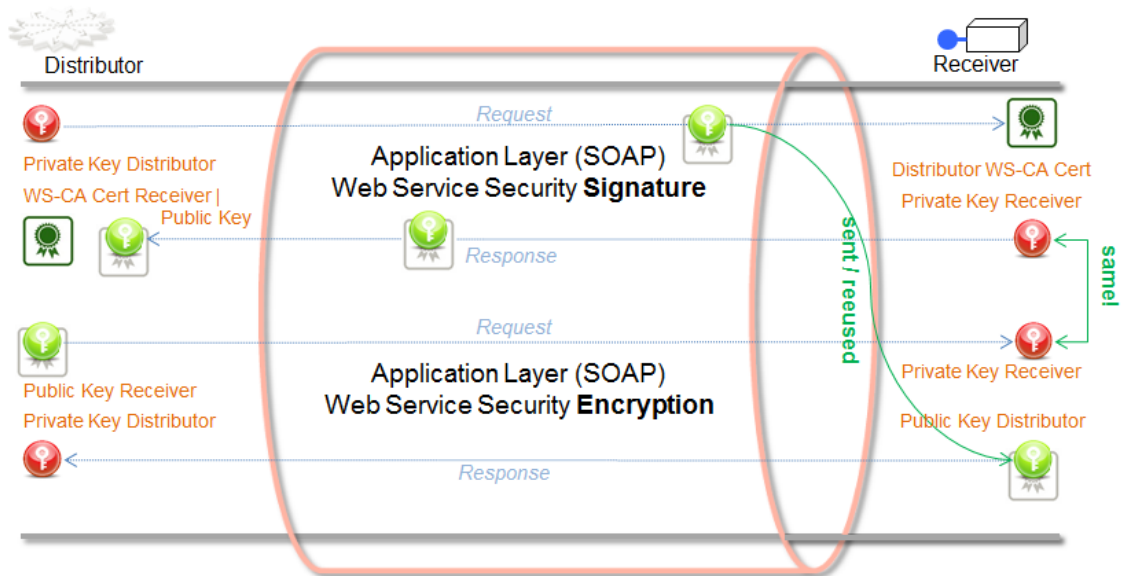 Distributor
Receiver
Request
Private Key Distributor
Application Layer (SOAP)
Web Service Security Signature
Distributor WS-CA Cert
WS-CA Cert Receiver |
Public Key
Private Key Receiver
Response
sent / reeused
same!
Request
Public Key Receiver
Application Layer (SOAP)
Web Service Security Encryption
Private Key Receiver
Private Key Distributor
Public Key Distributor
Response